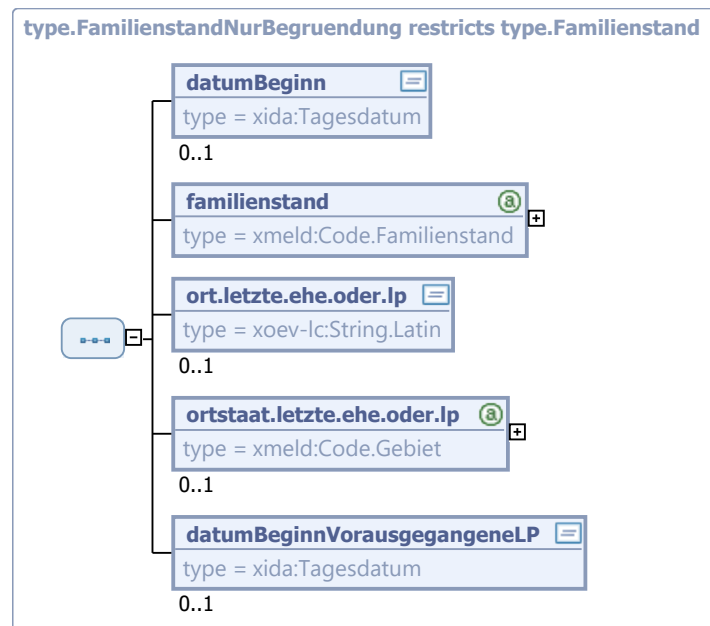 type.FamilienstandNurBegruendung restricts type.Familienstand
datumBeginn
type = xida:Tagesdatum
0..1
familienstand
type = xmeld:Code.Familienstand
ort.letzte.ehe.oder.lp
type = xoev-lc:String.Latin
0..1
ortstaat.letzte.ehe.oder.lp
type = xmeld:Code.Gebiet
0..1
datumBeginnVorausgegangeneLP
type = xida:Tagesdatum
0..1